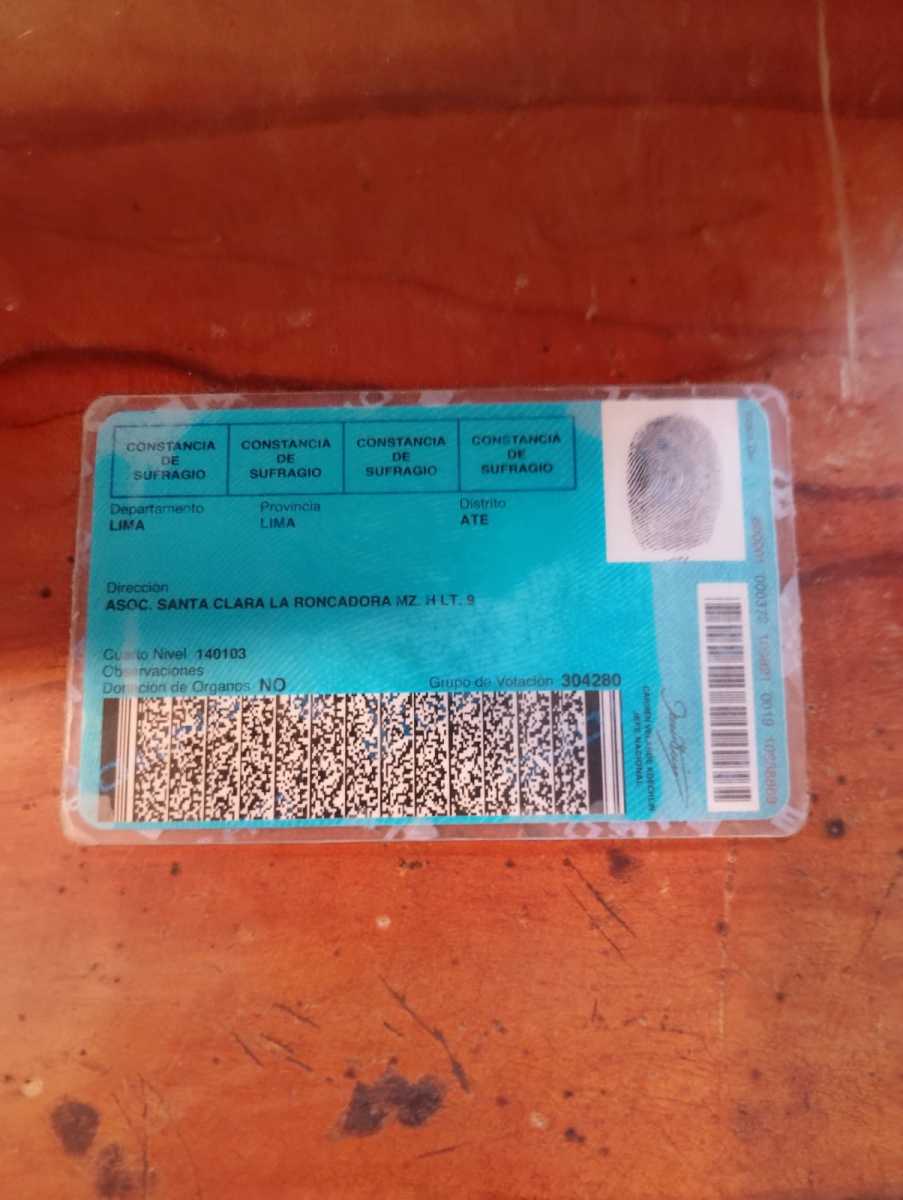 CONSTANCIA DE SUFRAGIO
CONSTANCIA DE SUFRAGIO
CONSTANCIA DE SUFRAGIO
CONSTANCIA DE SUFRAGIO
Departamento Provincia Distrito
LIMA LIMA ATE
Dirección
ASOC. SANTA CLARA LA RONCADORA MZ. H LT. 9
Cuarto Nivel 140103
Observaciones
Donación de Organos NO Grupo de Votación 304280
JEFE NACIONAL